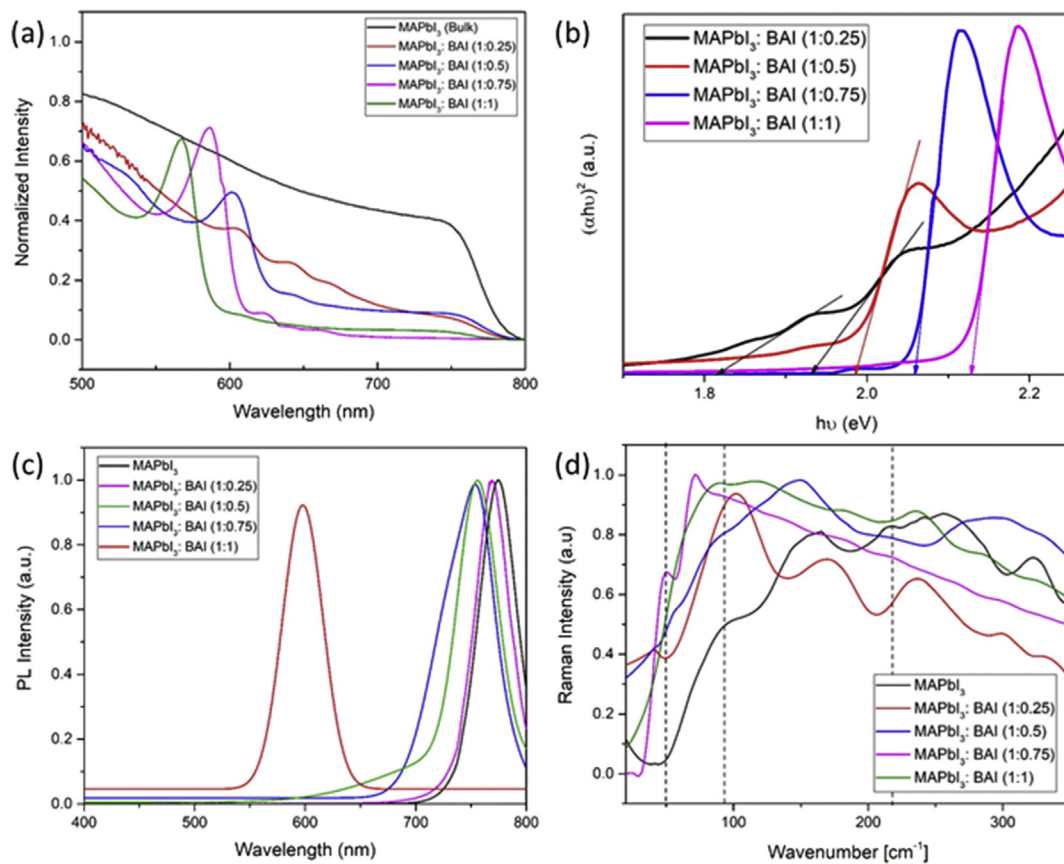 (a)
MAPbI₃ (Bulk)
MAPbI₃: BAI (1:0.25)
MAPbI₃: BAI (1:0.5)
MAPbI₃: BAI (1:0.75)
MAPbI₃: BAI (1:1)
1.0
0.8
0.6
0.4
0.2
0.0
Normalized Intensity
500
600
700
800
Wavelength (nm)
(b)
MAPbI₃: BAI (1:0.25)
MAPbI₃: BAI (1:0.5)
MAPbI₃: BAI (1:0.75)
MAPbI₃: BAI (1:1)
(αhυ)² (a.u.)
1.8
2.0
2.2
hυ (eV)
(c)
MAPbI₃
MAPbI₃: BAI (1:0.25)
MAPbI₃: BAI (1:0.5)
MAPbI₃: BAI (1:0.75)
MAPbI₃: BAI (1:1)
1.0
0.8
0.6
0.4
0.2
0.0
PL Intensity (a.u.)
400
500
600
700
800
Wavelength (nm)
(d)
1.0
0.8
0.6
0.4
0.2
0.0
Raman Intensity (a.u)
MAPbI₃
MAPbI₃: BAI (1:0.25)
MAPbI₃: BAI (1:0.5)
MAPbI₃: BAI (1:0.75)
MAPbI₃: BAI (1:1)
100
200
300
Wavenumber [cm⁻¹]